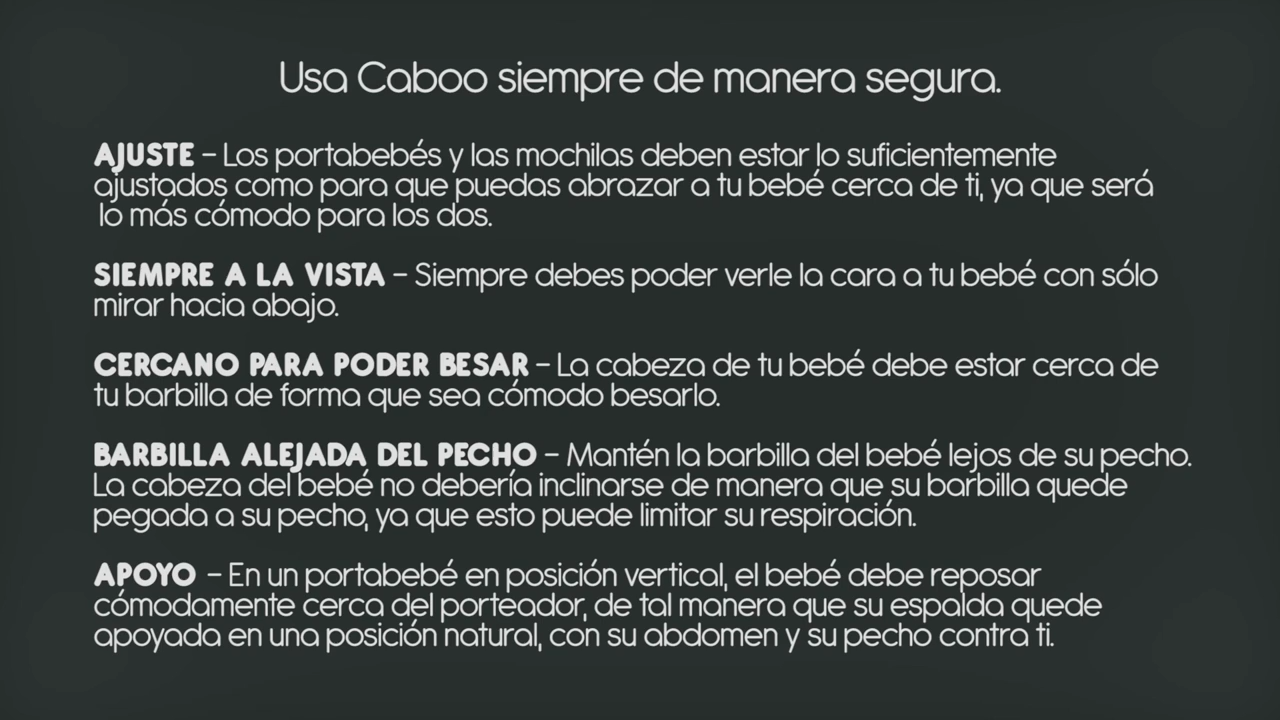 Usa Caboo siempre de manera segura.
AJUSTE – Los portabebés y las mochilas deben estar lo suficientemente
ajustados como para que puedas abrazar a tu bebé cerca de ti, ya que será
lo más cómodo para los dos.
SIEMPRE A LA VISTA – Siempre debes poder verle la cara a tu bebé con sólo
mirar hacia abajo.
CERCANO PARA PODER BESAR – La cabeza de tu bebé debe estar cerca de
tu barbilla de forma que sea cómodo besarlo.
BARBILLA ALEJADA DEL PECHO – Mantén la barbilla del bebé lejos de su pecho.
La cabeza del bebé no debería inclinarse de manera que su barbilla quede
pegada a su pecho, ya que esto puede limitar su respiración.
APOYO – En un portabebé en posición vertical, el bebé debe reposar
cómodamente cerca del porteador, de tal manera que su espalda quede
apoyada en una posición natural, con su abdomen y su pecho contra ti.